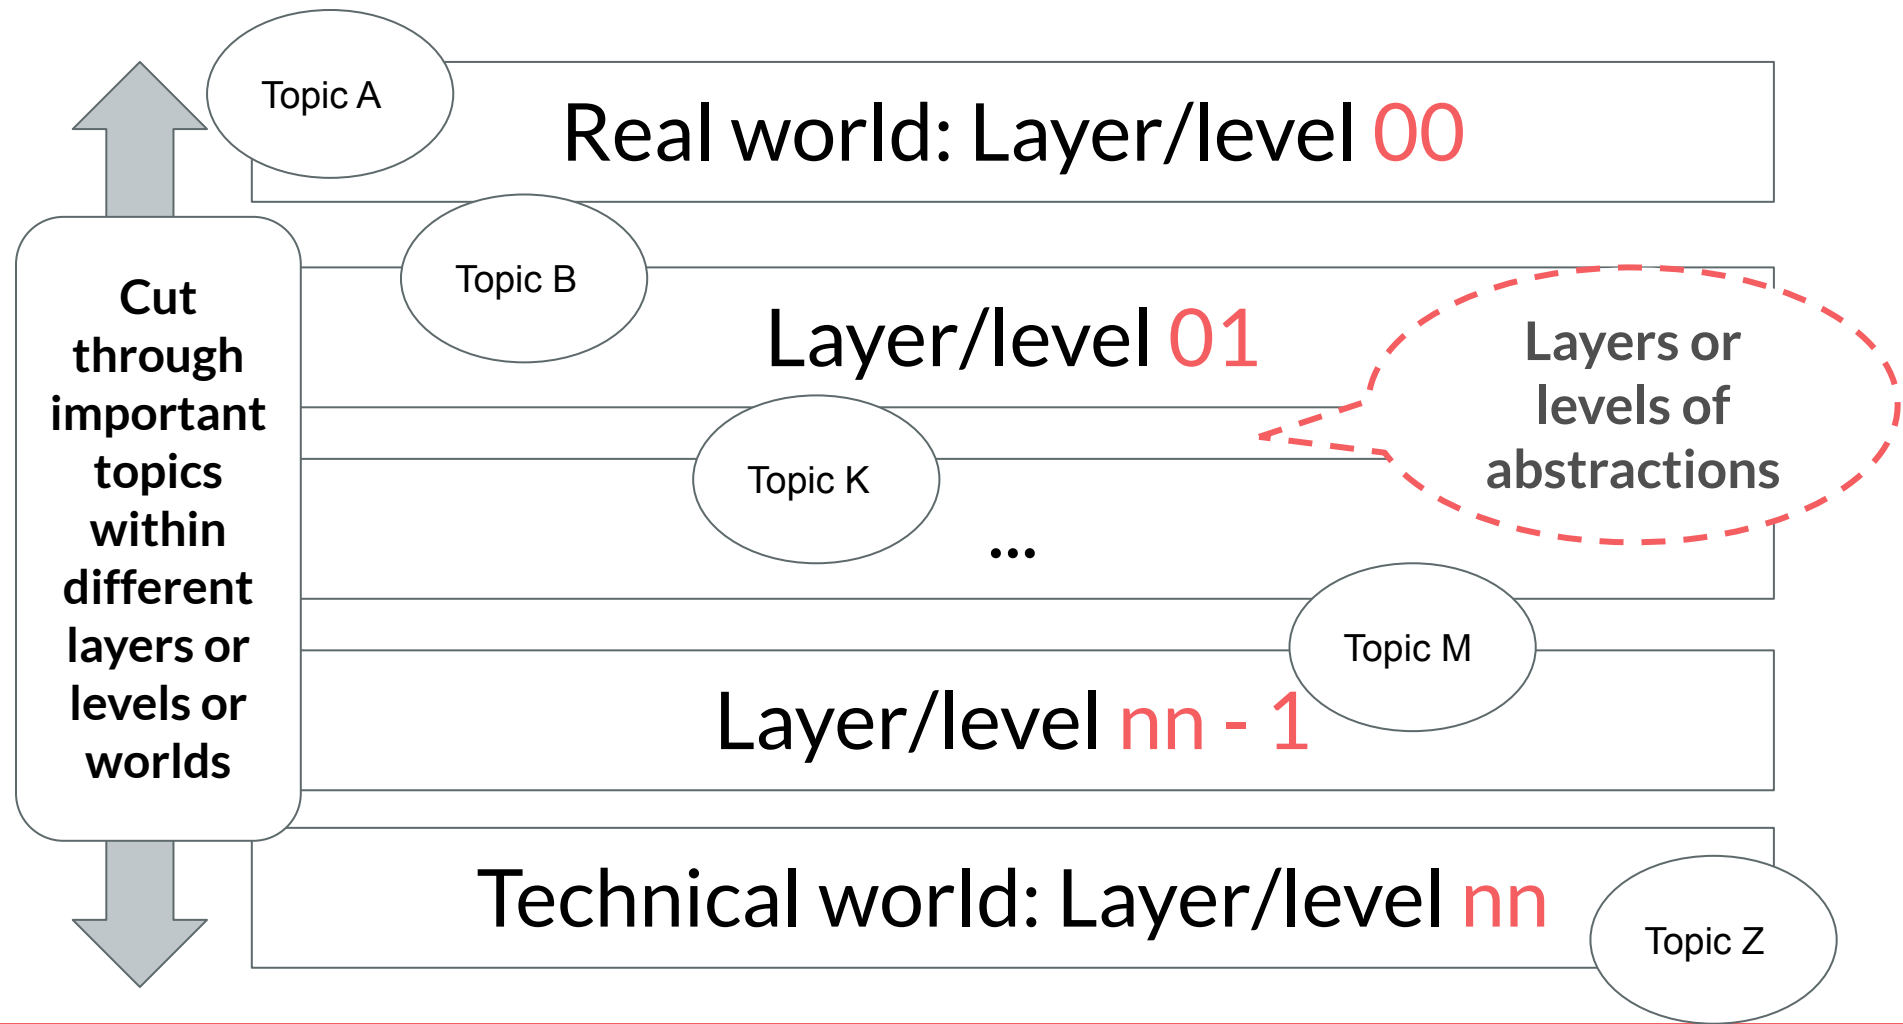 Topic A
Real world: Layer/level 00
Topic B
Layer/level 01
Cut
through
important
topics
within
different
layers or
levels or
worlds
Layers or
levels of
abstractions
Topic K
...
Topic M
Layer/level nn - 1
Technical world: Layer/level nn
Topic Z